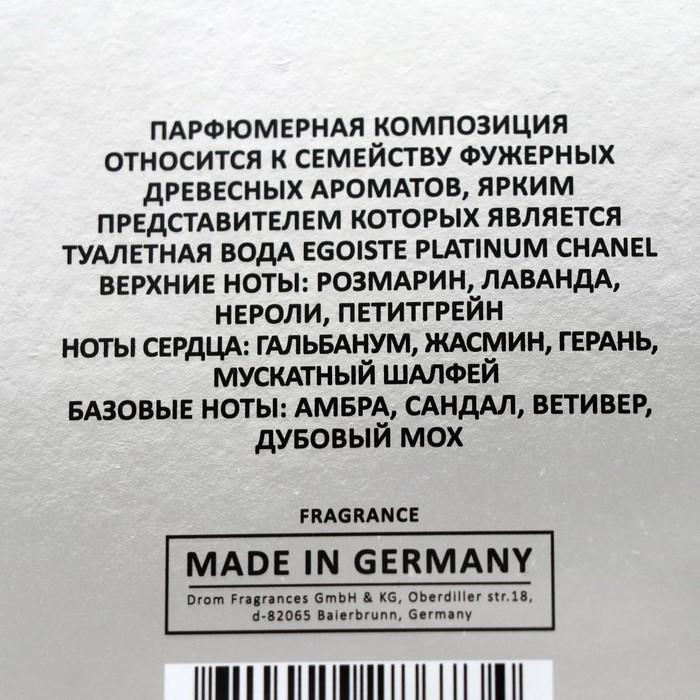 ПАРФЮМЕРНАЯ КОМПОЗИЦИЯ
ОТНОСИТСЯ К СЕМЕЙСТВУ ФУЖЕРНЫХ
ДРЕВЕСНЫХ АРОМАТОВ, ЯРКИМ
ПРЕДСТАВИТЕЛЕМ КОТОРЫХ ЯВЛЯЕТСЯ
ТУАЛЕТНАЯ ВОДА EGOISTE PLATINUM CHANEL
ВЕРХНИЕ НОТЫ: РОЗМАРИН, ЛАВАНДА,
НЕРОЛИ, ПЕТИТГРЕЙН
НОТЫ СЕРДЦА: ГАЛЬБАНУМ, ЖАСМИН, ГЕРАНЬ,
МУСКАТНЫЙ ШАЛФЕЙ
БАЗОВЫЕ НОТЫ: АМБРА, САНДАЛ, ВЕТИВЕР,
ДУБОВЫЙ МОХ
FRAGRANCE
MADE IN GERMANY
Drom Fragrances GmbH & KG, Oberdiller str.18,
d-82065 Baierbrunn, Germany